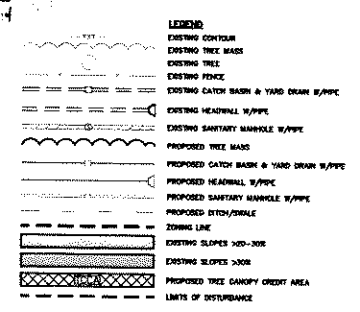 LEGEND
EXISTING CONTOUR
EXISTING TREE MASS
EXISTING TREE
EXISTING FENCE
EXISTING CATCH BASIN & YARD DRAIN W/PIPE
EXISTING HEADWALL W/PIPE
EXISTING SANITARY MANHOLE W/PIPE
PROPOSED TREE MASS
PROPOSED CATCH BASIN & YARD DRAIN W/PIPE
PROPOSED HEADWALL W/PIPE
PROPOSED SANITARY MANHOLE W/PIPE
PROPOSED DITCH/SWALE
ZONING LINE
EXISTING SLOPES >20-30%
EXISTING SLOPES >30%
PROPOSED TREE CANOPY CREDIT AREA
LIMITS OF DISTURBANCE